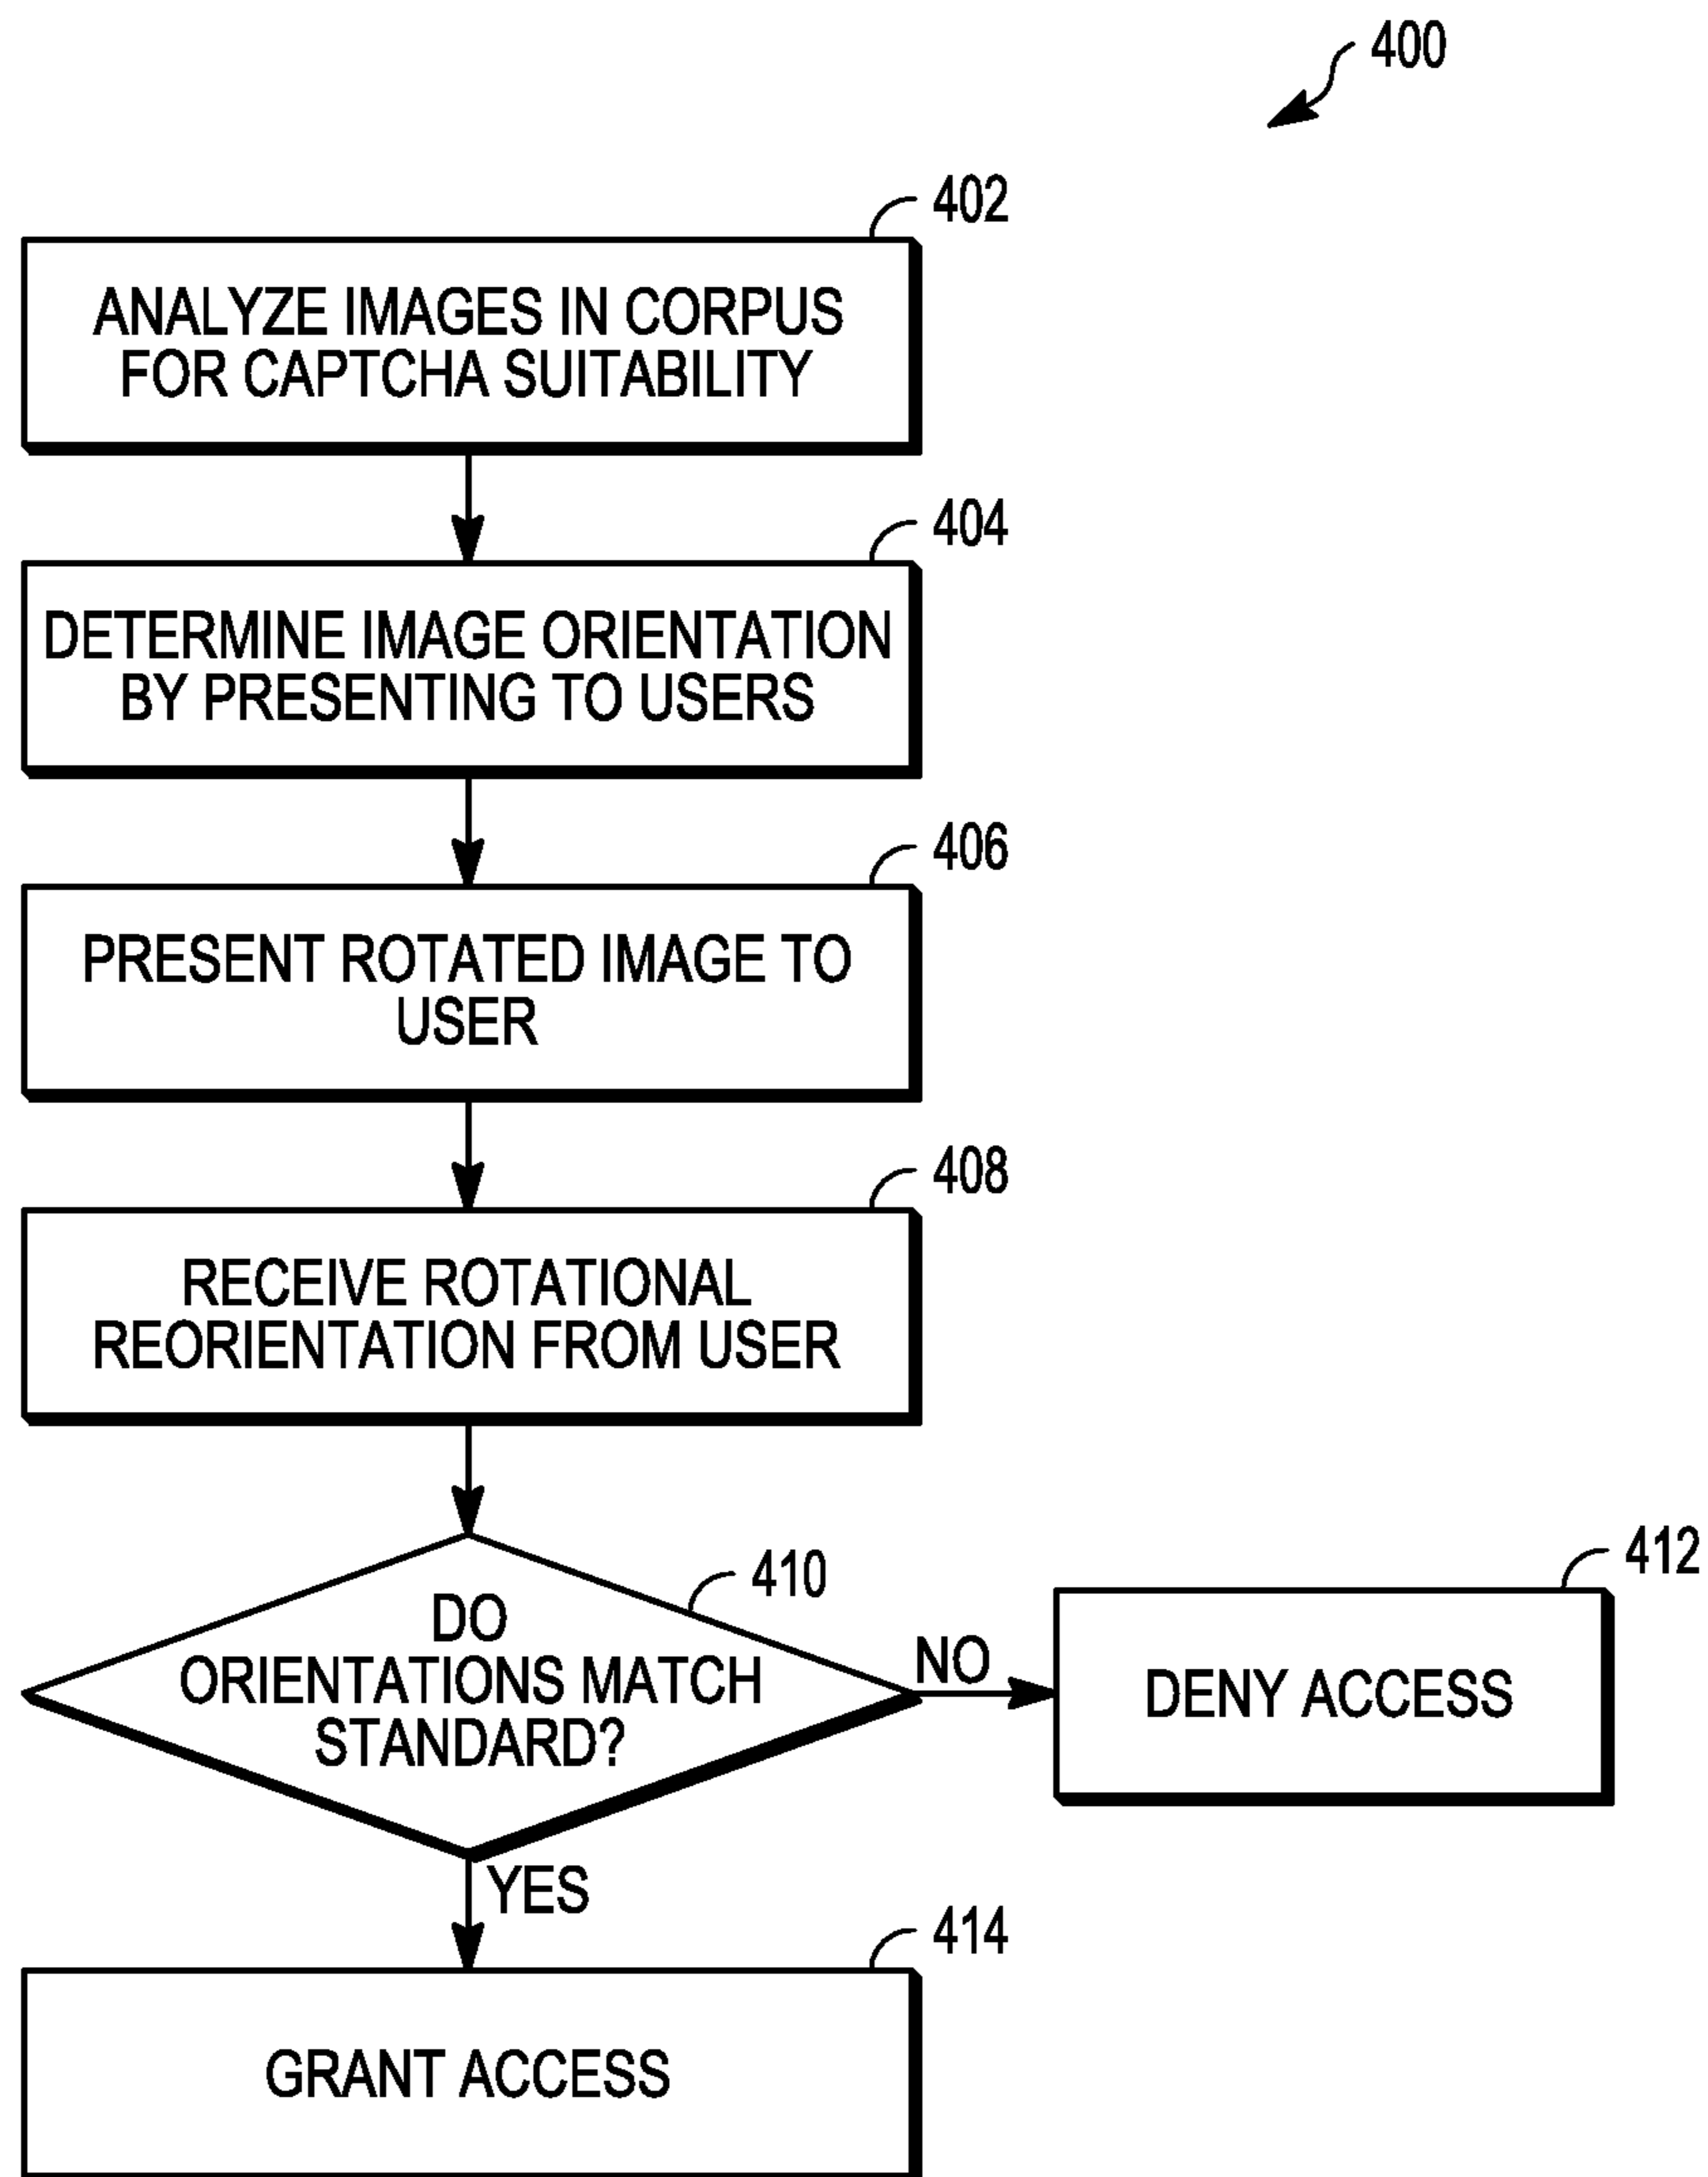 400
402
ANALYZE IMAGES IN CORPUS
FOR CAPTCHA SUITABILITY
404
DETERMINE IMAGE ORIENTATION
BY PRESENTING TO USERS
406
PRESENT ROTATED IMAGE TO
USER
408
RECEIVE ROTATIONAL
REORIENTATION FROM USER
410
DO
ORIENTATIONS MATCH
STANDARD?
NO
412
DENY ACCESS
YES
414
GRANT ACCESS